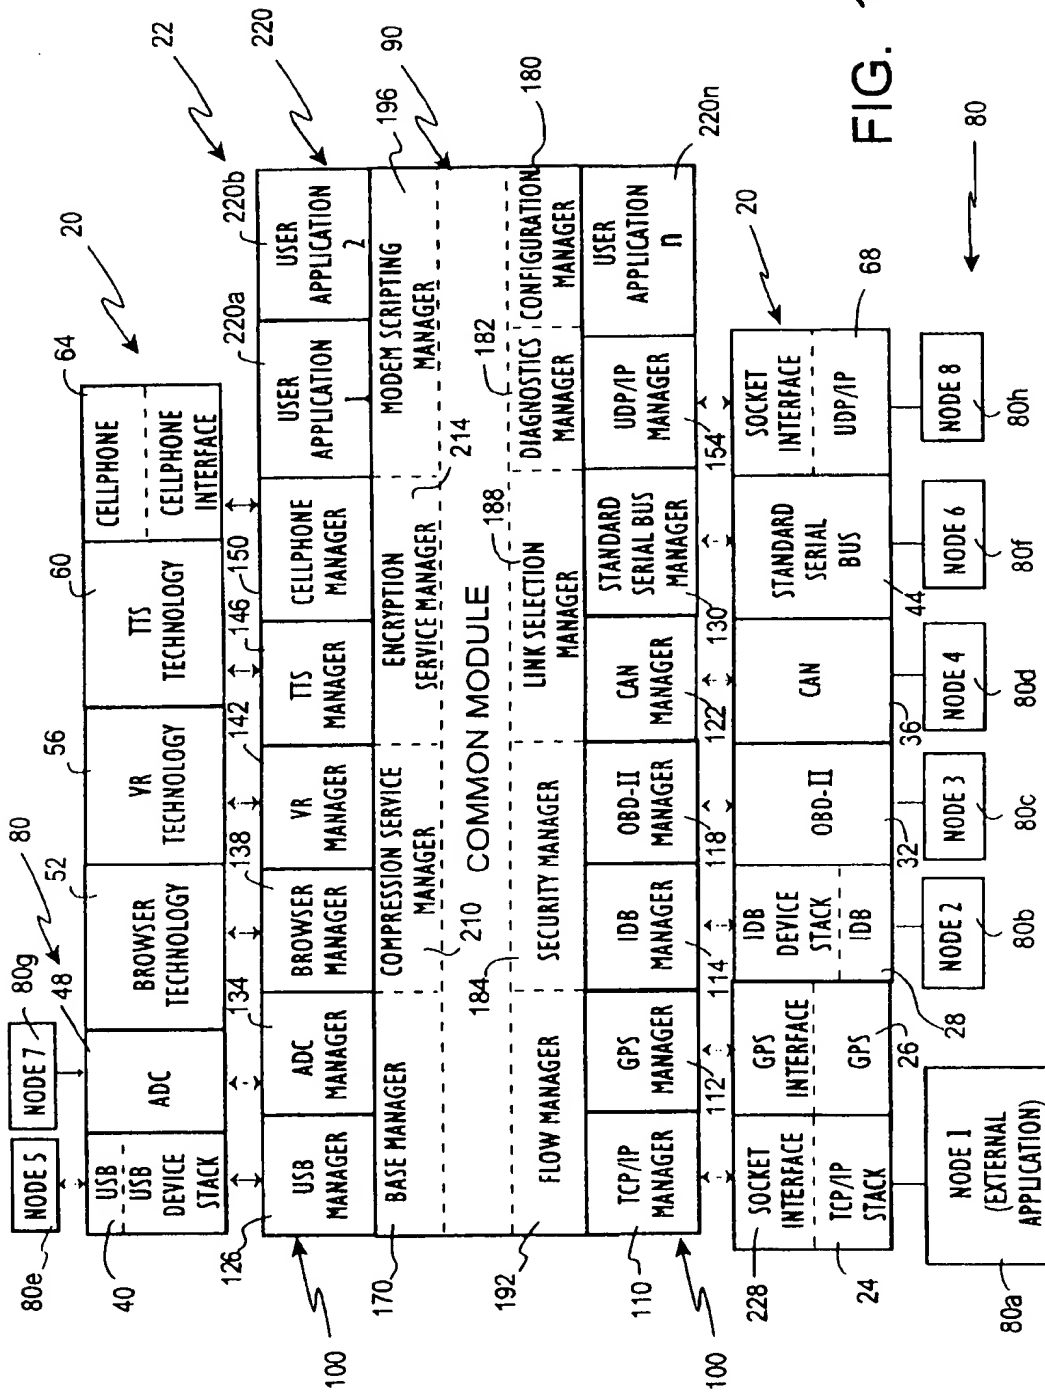 FIG.
80e
NODE 5
NODE 7
80g
80
40
USB
USB
DEVICE
STACK
48
ADC
52
BROWSER
TECHNOLOGY
56
VR
TECHNOLOGY
60
TTS
TECHNOLOGY
64
CELLPHONE
CELLPHONE
INTERFACE
20
22
100
126
USB
MANAGER
134
ADC
MANAGER
138
BROWSER
MANAGER
142
VR
MANAGER
146
TTS
MANAGER
150
CELLPHONE
MANAGER
220a
USER
APPLICATION
1
220b
USER
APPLICATION
2
220
170
BASE MANAGER
COMPRESSION SERVICE
MANAGER
210
ENCRYPTION
SERVICE MANAGER
214
MODEM SCRIPTING
MANAGER
196
90
COMMON MODULE
192
FLOW MANAGER
184
SECURITY MANAGER
188
LINK SELECTION
MANAGER
182
DIAGNOSTICS
MANAGER
CONFIGURATION
MANAGER
180
100
110
TCP/IP
MANAGER
GPS
MANAGER
112
IDB
MANAGER
114
OBD-II
MANAGER
118
CAN
MANAGER
122
STANDARD
SERIAL BUS
MANAGER
130
UDP/IP
MANAGER
154
USER
APPLICATION
n
220n
228
SOCKET
INTERFACE
TCP/IP
STACK
24
GPS
INTERFACE
GPS
26
IDB
DEVICE
STACK
IDB
28
OBD-II
32
CAN
36
STANDARD
SERIAL
BUS
44
SOCKET
INTERFACE
UDP/IP
68
20
NODE 1
(EXTERNAL
APPLICATION)
80a
NODE 2
80b
NODE 3
80c
NODE 4
80d
NODE 6
80f
NODE 8
80h
80